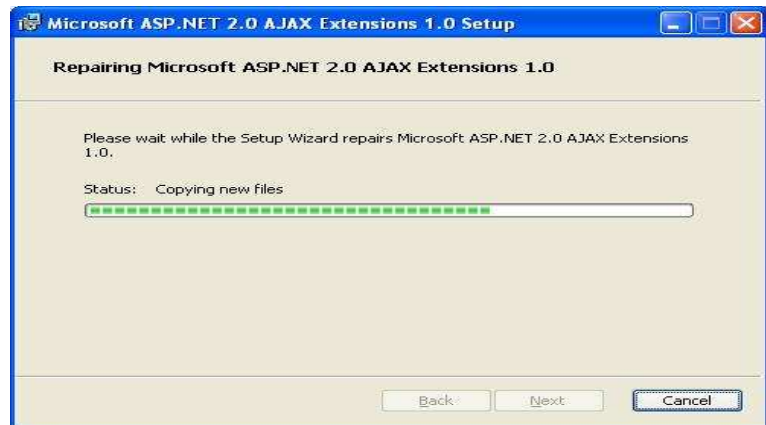 Microsoft ASP.NET 2.0 AJAX Extensions 1.0 Setup
Repairing Microsoft ASP.NET 2.0 AJAX Extensions 1.0
Please wait while the Setup Wizard repairs Microsoft ASP.NET 2.0 AJAX Extensions
1.0.
Status: Copying new files
Back Next Cancel